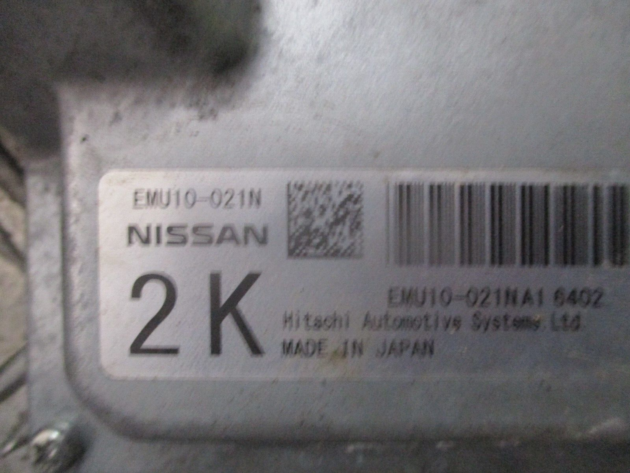 EMU10-021N
NISSAN
2K
EMU10-021NA1 6402
Hitachi Automotive Systems, Ltd.
MADE IN JAPAN